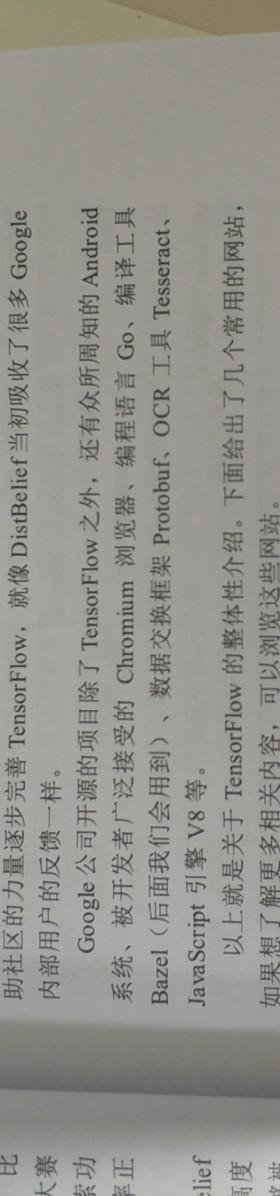 助社区的力量逐步完善 TensorFlow，就像 DistBelief 当初吸收了很多 Google
内部用户的反馈一样。
Google 公司开源的项目除了 TensorFlow 之外，还有众所周知的 Android
系统、被开发者广泛接受的 Chromium 浏览器、编程语言 Go、编译工具
Bazel（后面我们会用到）、数据交换框架 Protobuf、OCR 工具 Tesseract、
JavaScript 引擎 V8 等。
以上就是关于 TensorFlow 的整体性介绍。下面给出了几个常用的网站，
如果想了解更多相关内容，可以浏览这些网站。
比
大赛
索功
率正
lief
高度